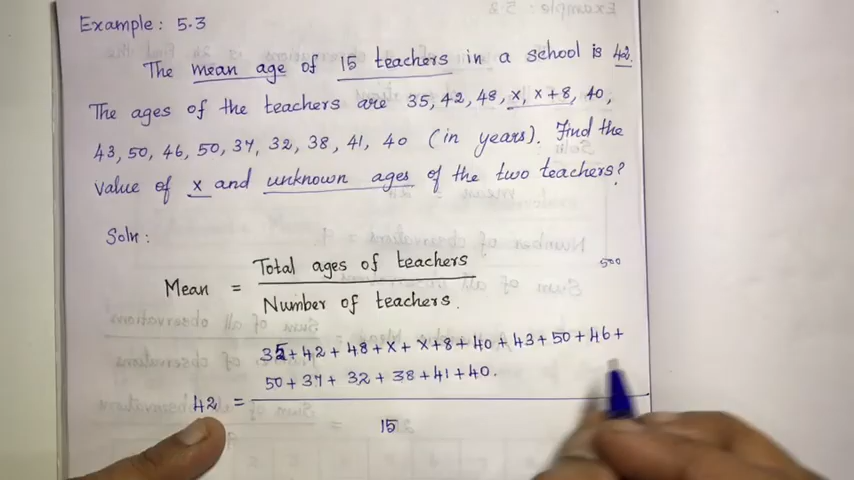 Example: 5.3
The mean age of 15 teachers in a school is 42.
The ages of the teachers are 35, 42, 48, x, x+8, 40,
43, 50, 46, 50, 37, 32, 38, 41, 40 (in years). Find the
value of x and unknown ages of the two teachers?
Soln:
500
Mean = Total ages of teachers
Number of teachers.
35+42+48+x+x+8+40+43+50+46+
50+37+32+38+41+40.
42 =
15